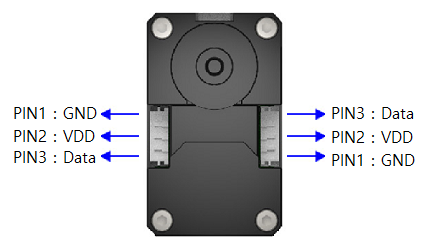 PIN1 : GND
PIN2 : VDD
PIN3 : Data
PIN3 : Data
PIN2 : VDD
PIN1 : GND